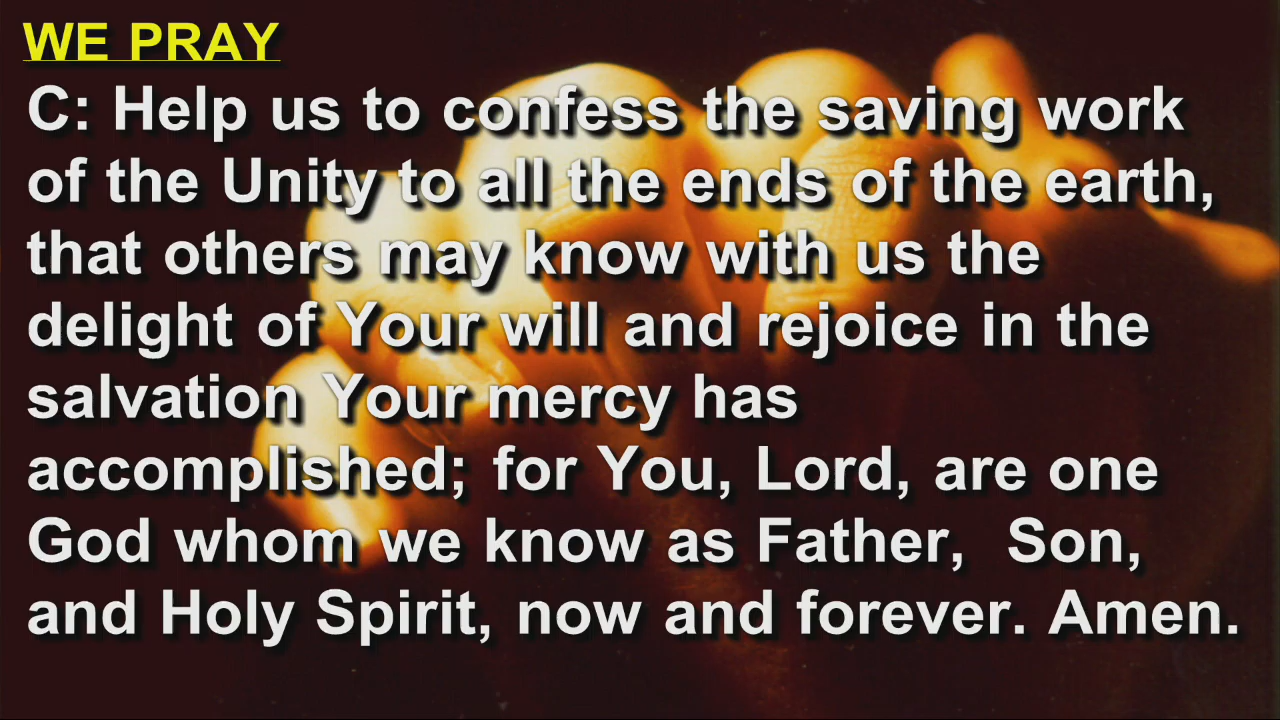 WE PRAY
C: Help us to confess the saving work
of the Unity to all the ends of the earth,
that others may know with us the
delight of Your will and rejoice in the
salvation Your mercy has
accomplished; for You, Lord, are one
God whom we know as Father, Son,
and Holy Spirit, now and forever. Amen.